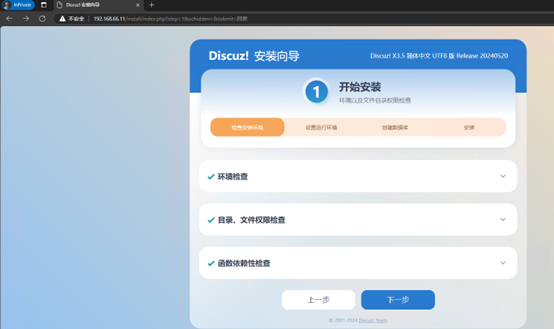 InPrivate
Discuz! 安装向导
不安全 192.168.66.11/install/index.php?step=1&uchidden=&submit=同意
Discuz! 安装向导
Discuz! X3.5 简体中文 UTF8 版 Release 20240520
1
开始安装
环境以及文件目录权限检查
检查安装环境
设置运行环境
创建数据库
安装
环境检查
目录、文件权限检查
函数依赖性检查
上一步
下一步
© 2001-2024 Discuz! Team.